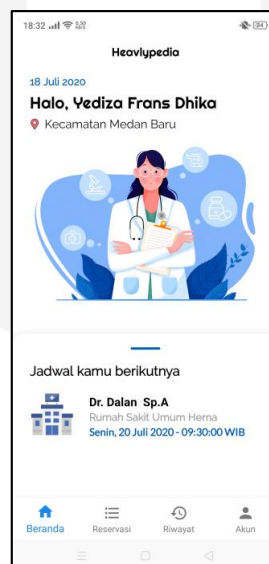 18:32
Heavlypedia
18 Juli 2020
Halo, Yediza Frans Dhika
Kecamatan Medan Baru
Jadwal kamu berikutnya
Dr. Dalan Sp.A
Rumah Sakit Umum Herna
Senin, 20 Juli 2020 - 09:30:00 WIB
Beranda Reservasi Riwayat Akun